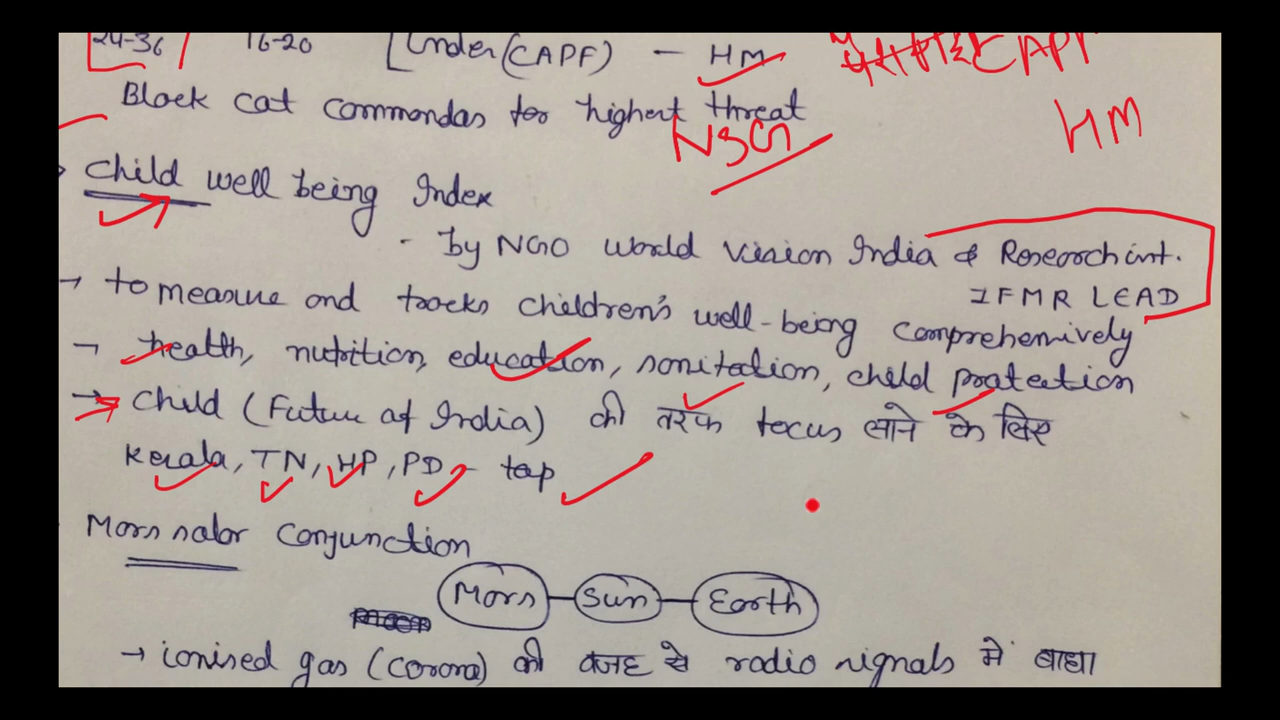 24-36 16-20 [Under (CAPF) - HM CAPF
Black cat commandos for highest threat
NSG HM
Child well being Index
- by NGO world vision India & Research int.
IFMR LEAD
→ to measure and tracks children's well-being comprehensively
→ health, nutrition, education, sanitation, child protection
→ child (Future of India) की तरफ focus लाने के लिए
Kerala, TN, HP, PD - top
Mars solar Conjunction
Mars - Sun - Earth
→ ionised gas (corona) की वजह से radio signals में बाधा